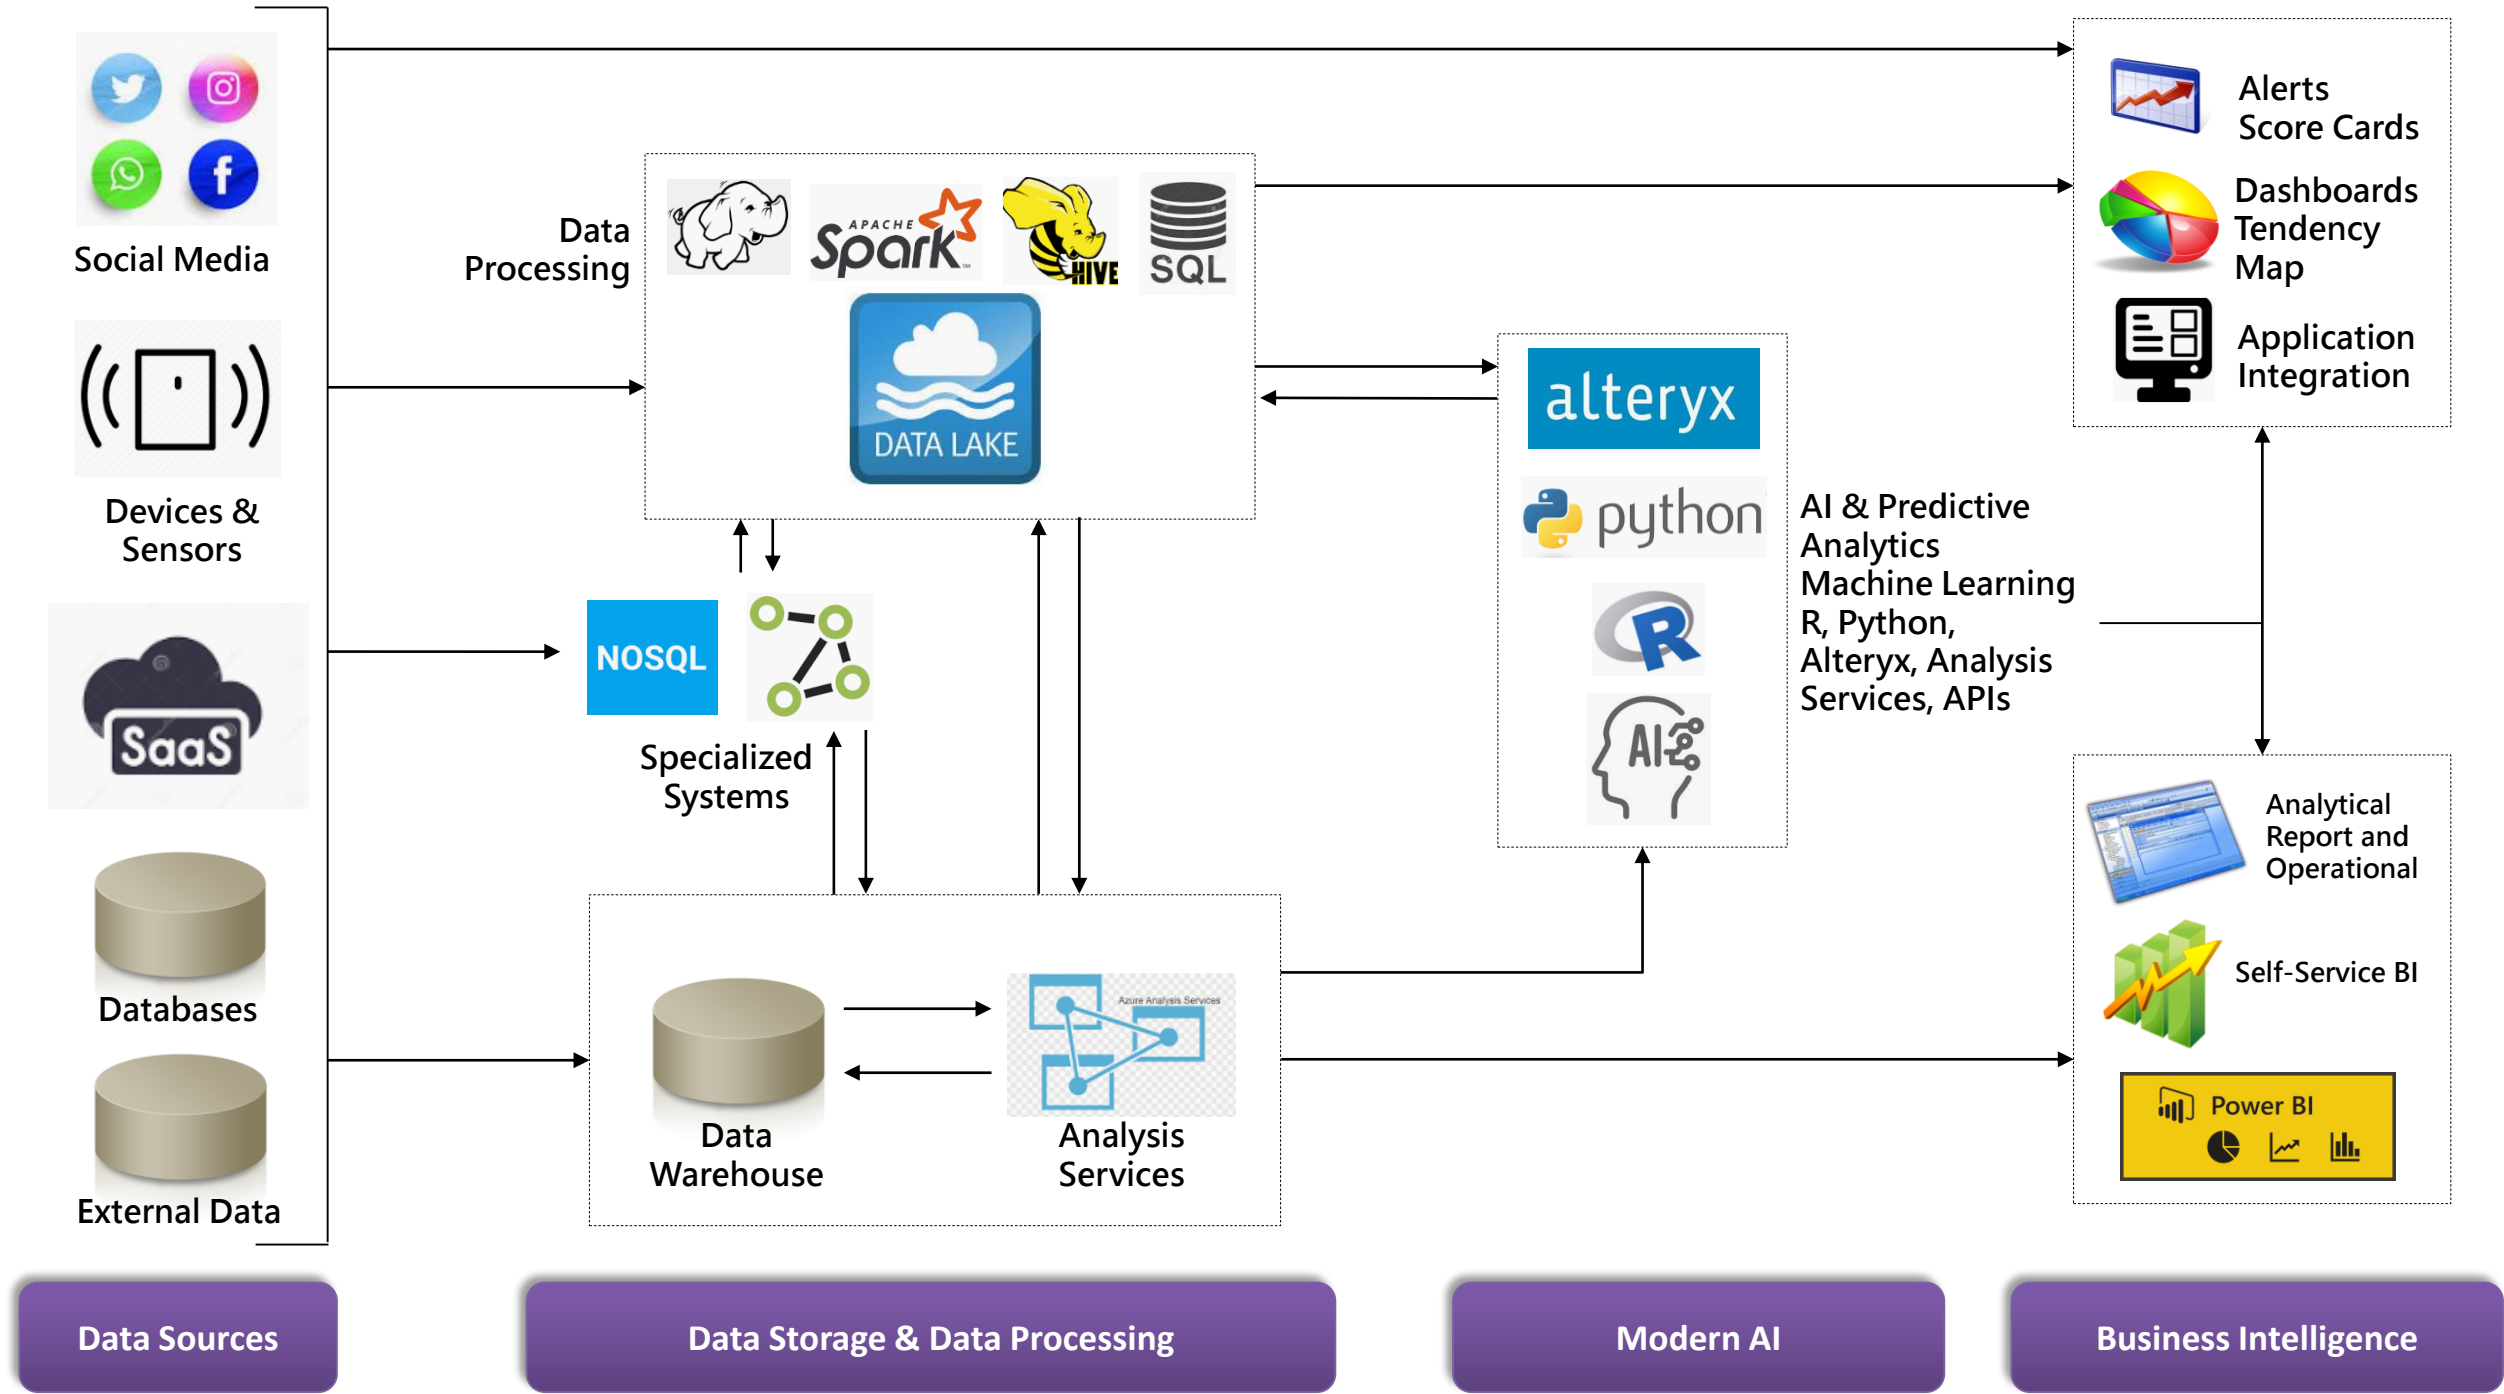 Social Media
Devices &
Sensors
SaaS
Databases
External Data
Data
Processing
APACHE
Spark
HIVE
SQL
DATA LAKE
NOSQL
Specialized
Systems
Data
Warehouse
Azure Analysis Services
Analysis
Services
alteryx
python
R
AI
AI & Predictive
Analytics
Machine Learning
R, Python,
Alteryx, Analysis
Services, APIs
Alerts
Score Cards
Dashboards
Tendency
Map
Application
Integration
Analytical
Report and
Operational
Self-Service BI
Power BI
Data Sources
Data Storage & Data Processing
Modern AI
Business Intelligence